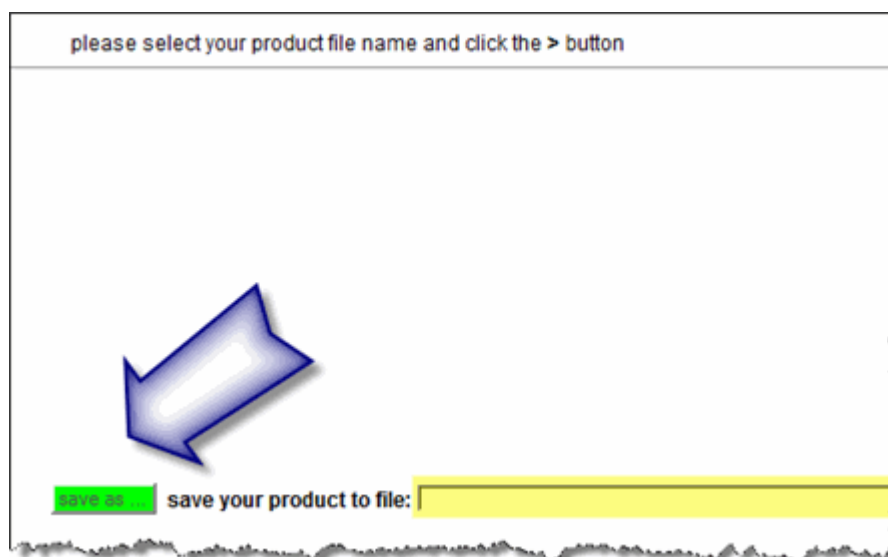 please select your product file name and click the > button
save as ... save your product to file: